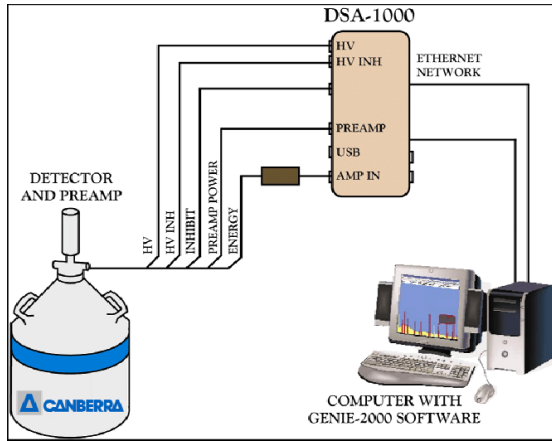 DSA-1000
HV
HV INH
ETHERNET
NETWORK
PREAMP
USB
AMP IN
DETECTOR
AND PREAMP
HV
HV INH
INHIBIT
PREAMP POWER
ENERGY
CANBERRA
COMPUTER WITH
GENIE-2000 SOFTWARE